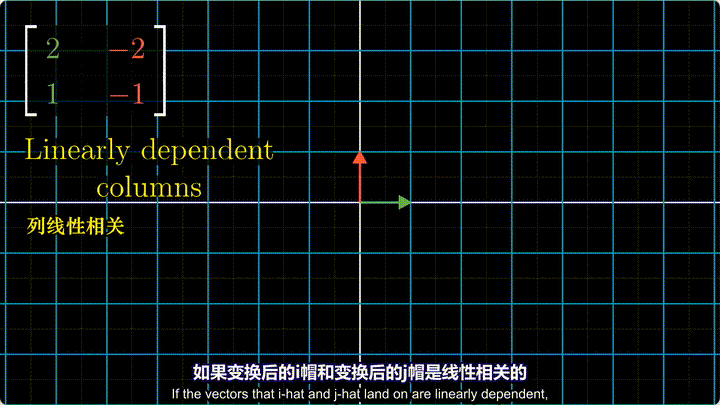 2 −2
1 −1
Linearly dependent
columns
列线性相关
如果变换后的i帽和变换后的j帽是线性相关的
If the vectors that i-hat and j-hat land on are linearly dependent,